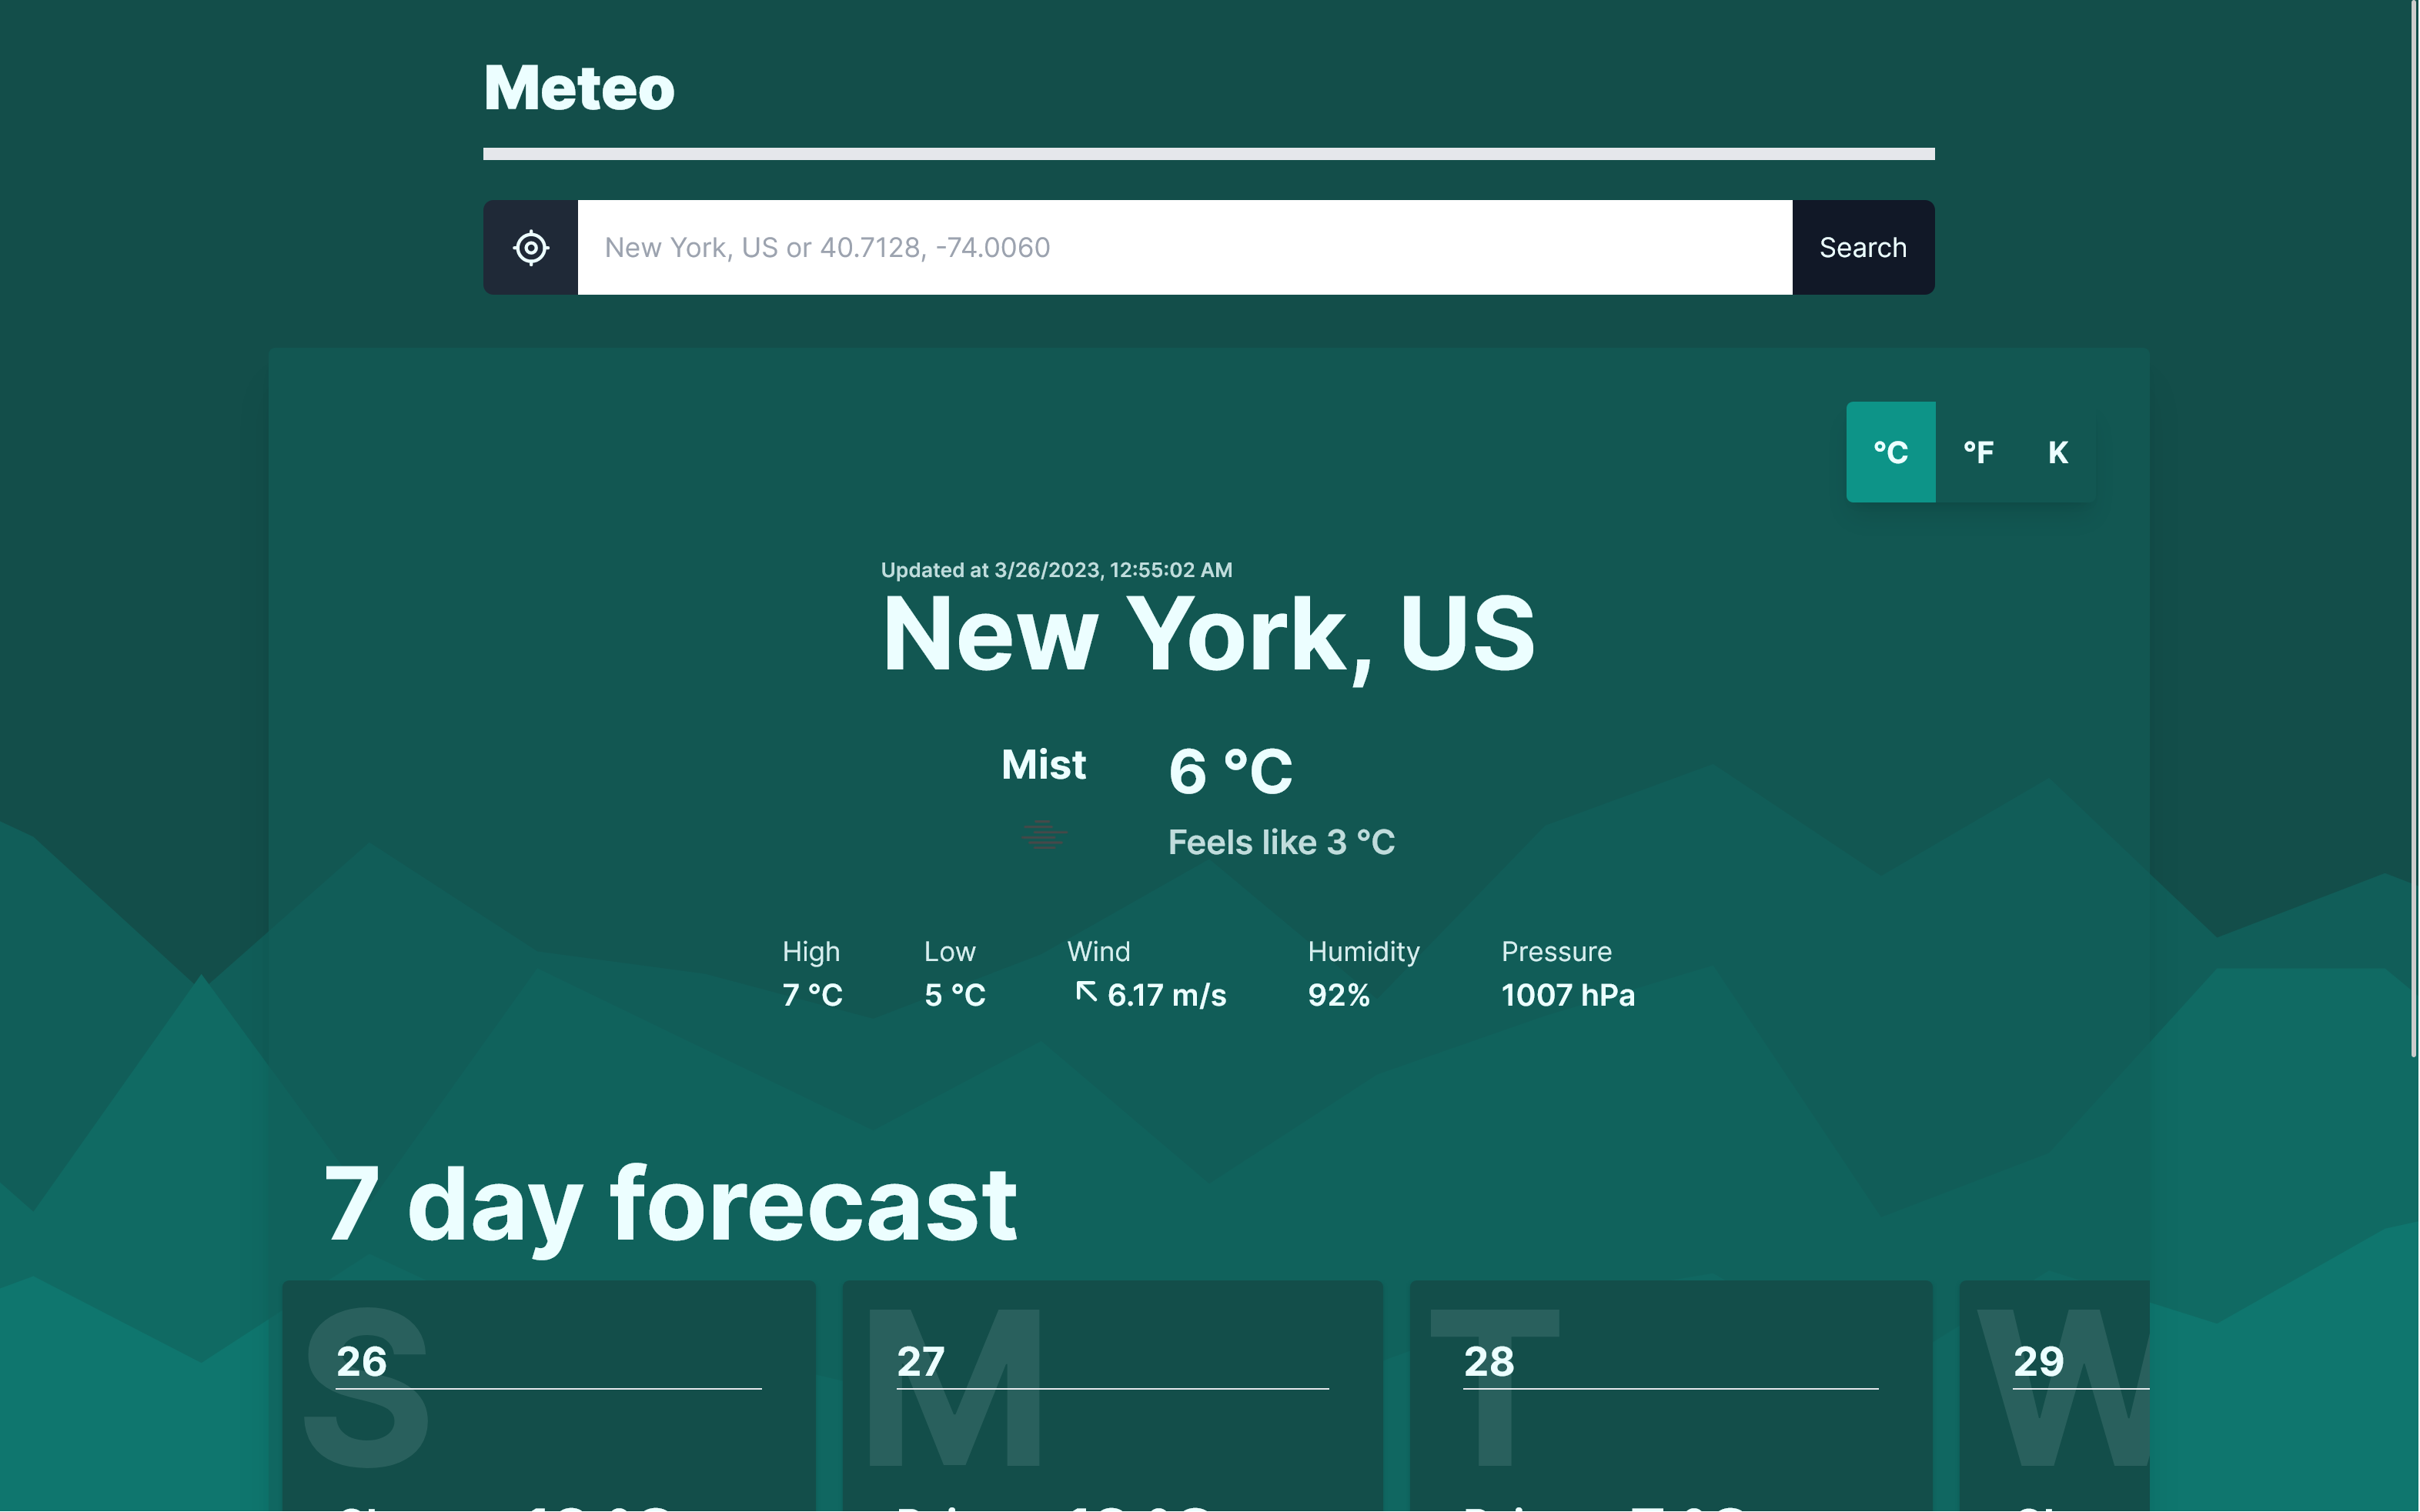 Meteo
New York, US or 40.7128, -74.0060
Search
°C °F K
Updated at 3/26/2023, 12:55:02 AM
New York, US
Mist 6 °C
Feels like 3 °C
High Low Wind Humidity Pressure
7 °C 5 °C 6.17 m/s 92% 1007 hPa
7 day forecast
S M T W
26 27 28 29